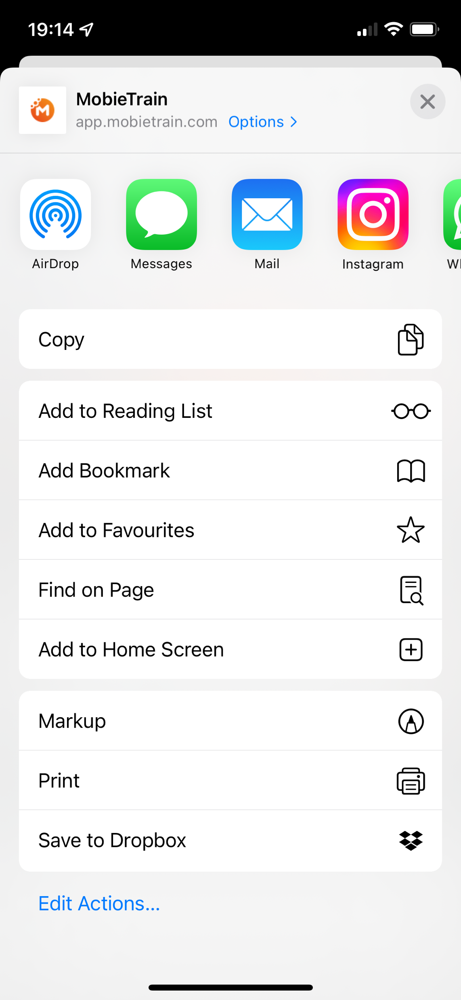 19:14
MobieTrain
app.mobietrain.com Options
AirDrop Messages Mail Instagram
Copy
Add to Reading List
Add Bookmark
Add to Favourites
Find on Page
Add to Home Screen
Markup
Print
Save to Dropbox
Edit Actions...